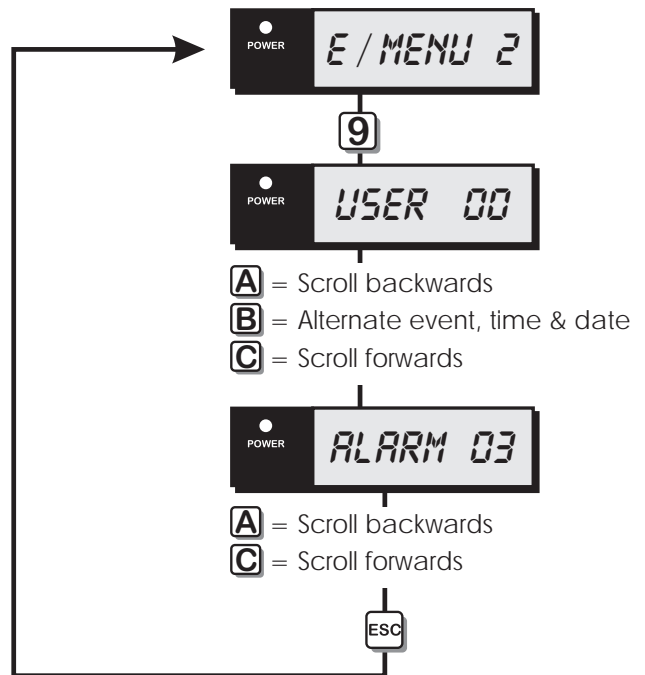 POWER E/MENU 2
9
POWER USER 00
A = Scroll backwards
B = Alternate event, time & date
C = Scroll forwards
POWER ALARM 03
A = Scroll backwards
C = Scroll forwards
ESC